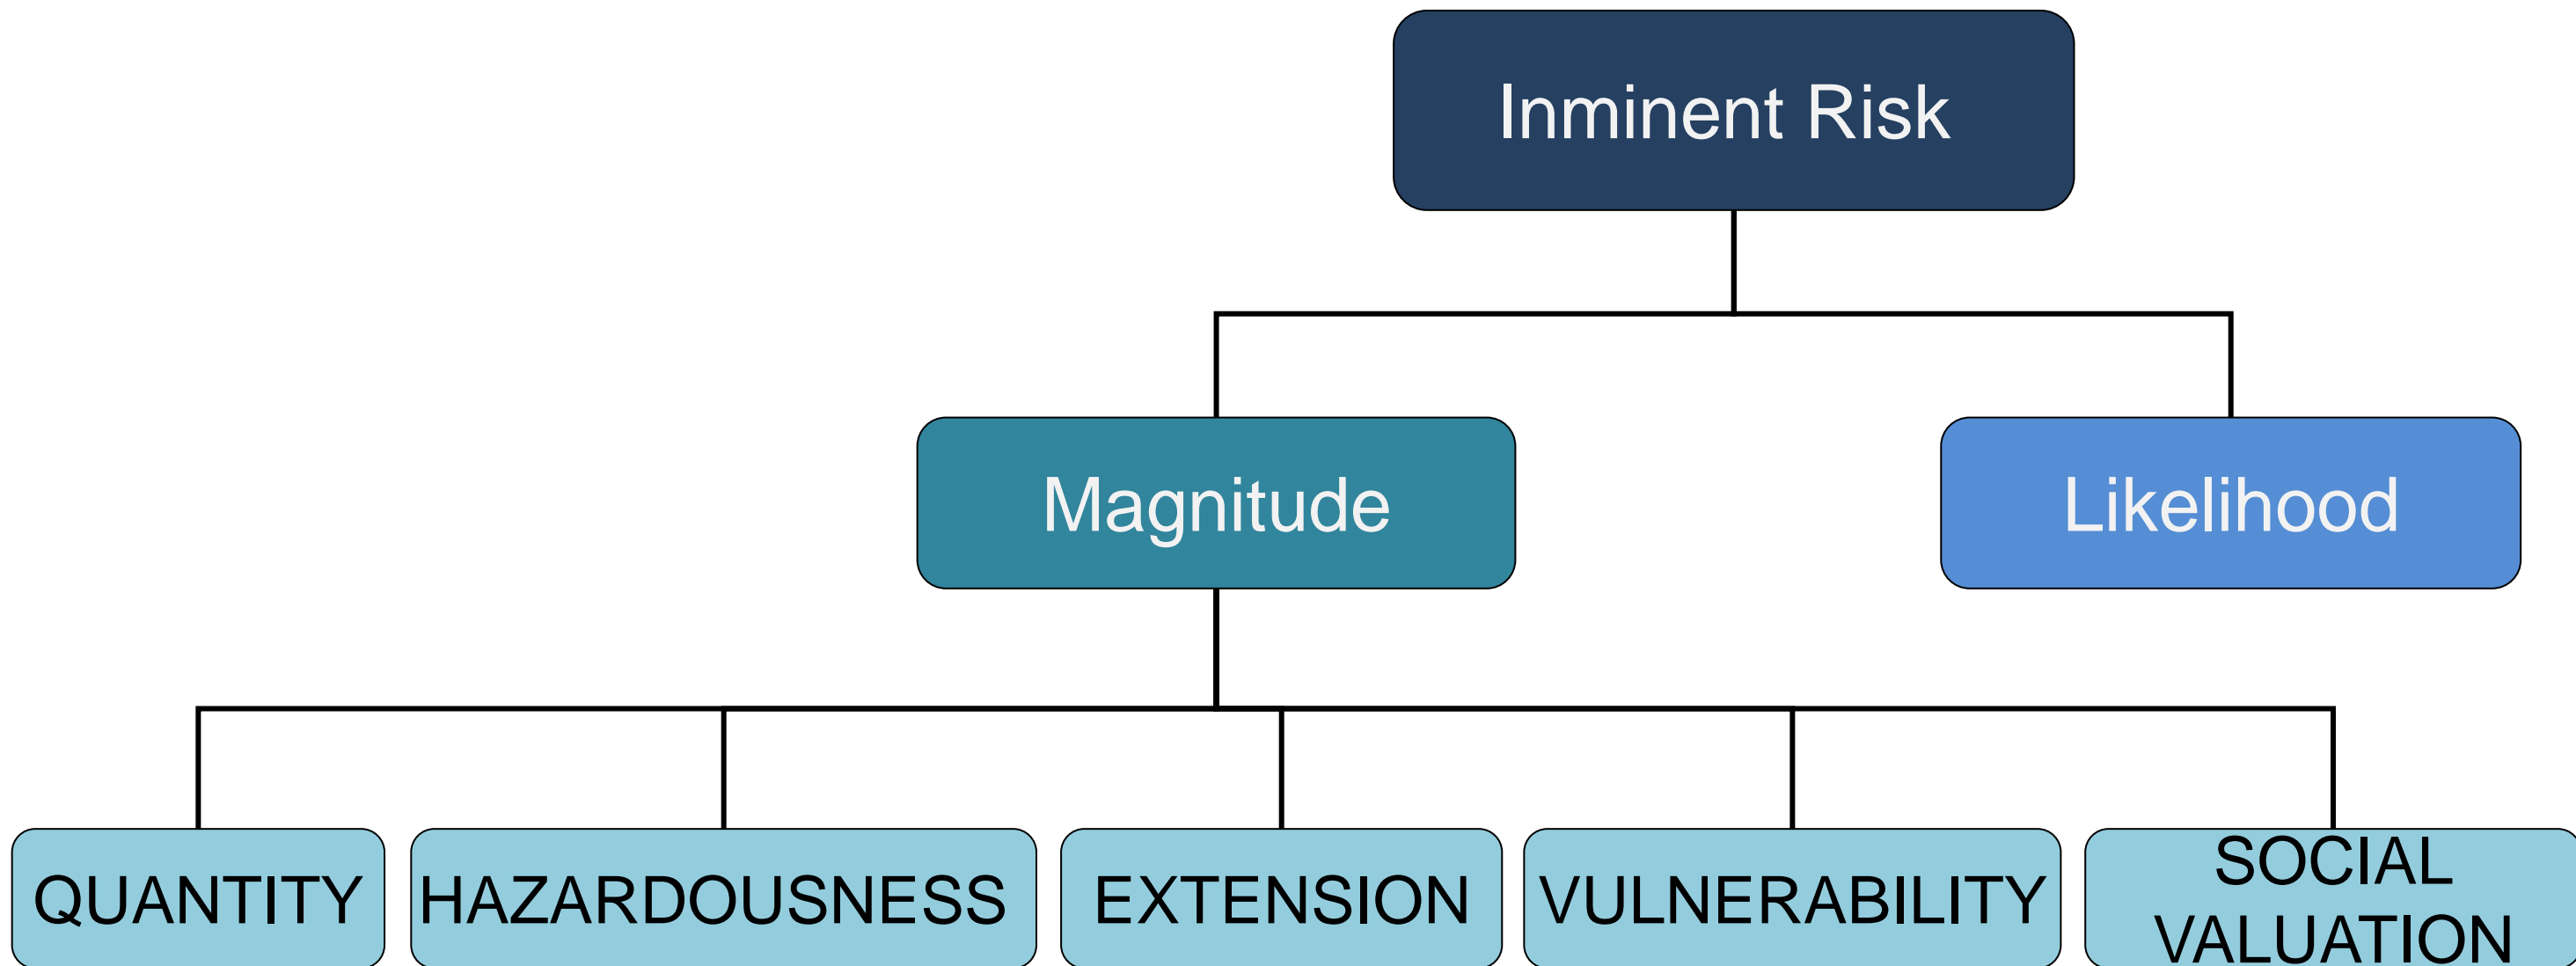 Inminent Risk
Magnitude
Likelihood
QUANTITY
HAZARDOUSNESS
EXTENSION
VULNERABILITY
SOCIAL
VALUATION